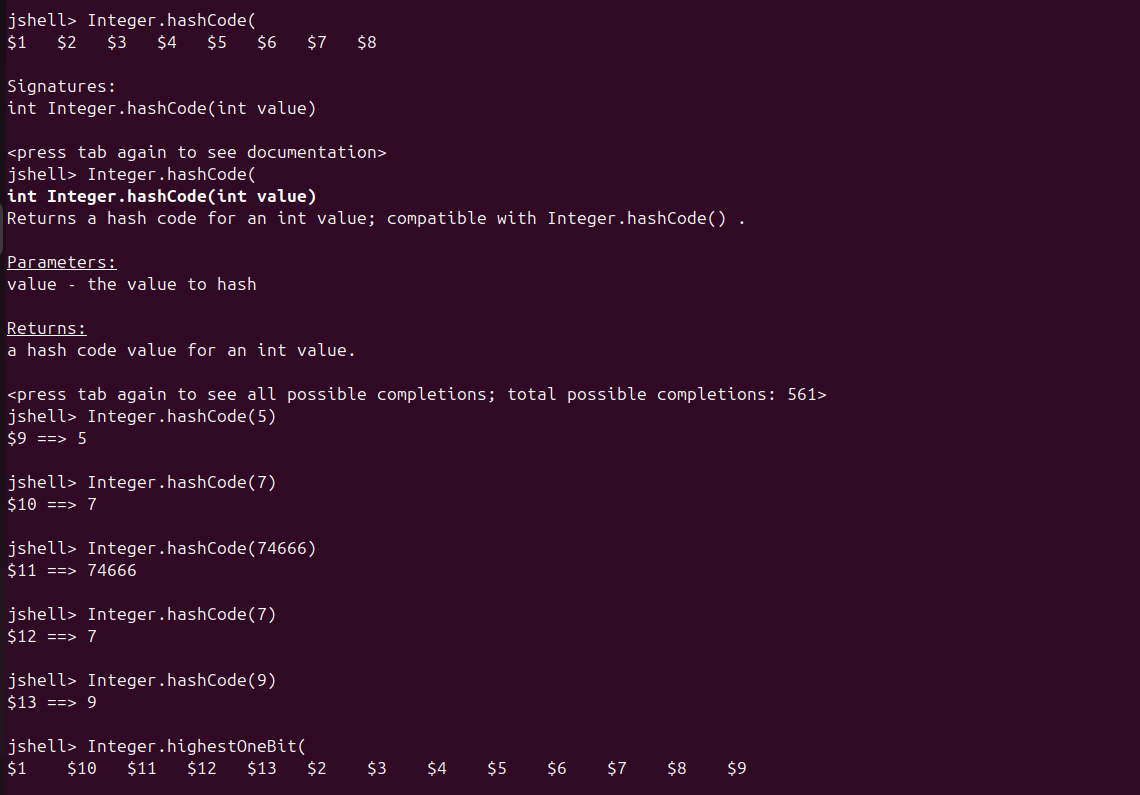 jshell> Integer.hashCode(
$1   $2   $3   $4   $5   $6   $7   $8
Signatures:
int Integer.hashCode(int value)
<press tab again to see documentation>
jshell> Integer.hashCode(
int Integer.hashCode(int value)
Returns a hash code for an int value; compatible with Integer.hashCode() .
Parameters:
value - the value to hash
Returns:
a hash code value for an int value.
<press tab again to see all possible completions; total possible completions: 561>
jshell> Integer.hashCode(5)
$9 ==> 5
jshell> Integer.hashCode(7)
$10 ==> 7
jshell> Integer.hashCode(74666)
$11 ==> 74666
jshell> Integer.hashCode(7)
$12 ==> 7
jshell> Integer.hashCode(9)
$13 ==> 9
jshell> Integer.highestOneBit(
$1    $10   $11   $12   $13   $2    $3    $4    $5    $6    $7    $8    $9